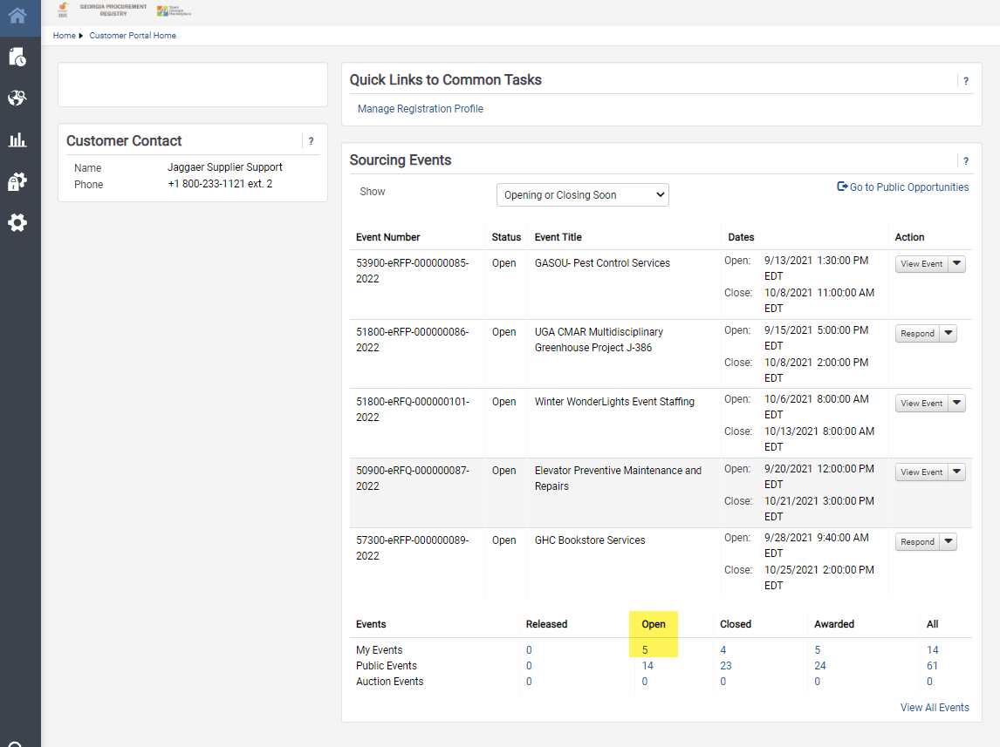 GEORGIA PROCUREMENT
REGISTRY
Team
Georgia
Marketplace
Home Customer Portal Home
Customer Contact ?
Name Jaggaer Supplier Support
Phone +1 800-233-1121 ext. 2
Quick Links to Common Tasks ?
Manage Registration Profile
Sourcing Events ?
Show Opening or Closing Soon Go to Public Opportunities
Event Number Status Event Title Dates Action
53900-eRFP-000000085-2022 Open GASOU- Pest Control Services Open: 9/13/2021 1:30:00 PM EDT View Event
Close: 10/8/2021 11:00:00 AM EDT
51800-eRFP-000000086-2022 Open UGA CMAR Multidisciplinary Greenhouse Project J-386 Open: 9/15/2021 5:00:00 PM EDT Respond
Close: 10/8/2021 2:00:00 PM EDT
51800-eRFQ-000000101-2022 Open Winter WonderLights Event Staffing Open: 10/6/2021 8:00:00 AM EDT View Event
Close: 10/13/2021 8:00:00 AM EDT
50900-eRFQ-000000087-2022 Open Elevator Preventive Maintenance and Repairs Open: 9/20/2021 12:00:00 PM EDT View Event
Close: 10/21/2021 3:00:00 PM EDT
57300-eRFP-000000089-2022 Open GHC Bookstore Services Open: 9/28/2021 9:40:00 AM EDT Respond
Close: 10/25/2021 2:00:00 PM EDT
Events Released Open Closed Awarded All
My Events 0 5 4 5 14
Public Events 0 14 23 24 61
Auction Events 0 0 0 0 0
View All Events